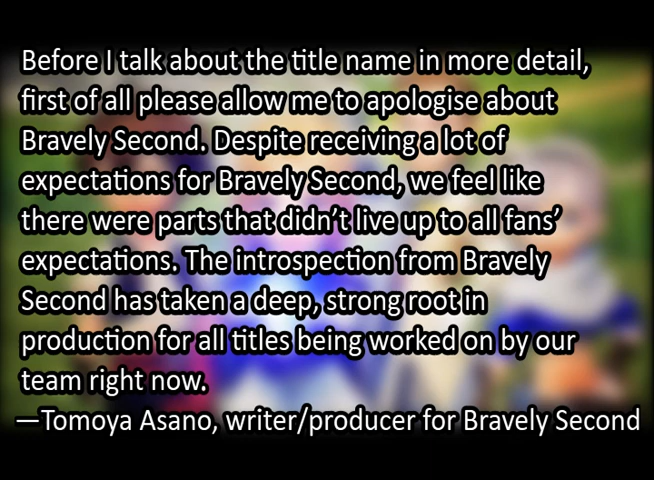 Before I talk about the title name in more detail,
first of all please allow me to apologise about
Bravely Second. Despite receiving a lot of
expectations for Bravely Second, we feel like
there were parts that didn't live up to all fans'
expectations. The introspection from Bravely
Second has taken a deep, strong root in
production for all titles being worked on by our
team right now.
—Tomoya Asano, writer/producer for Bravely Second